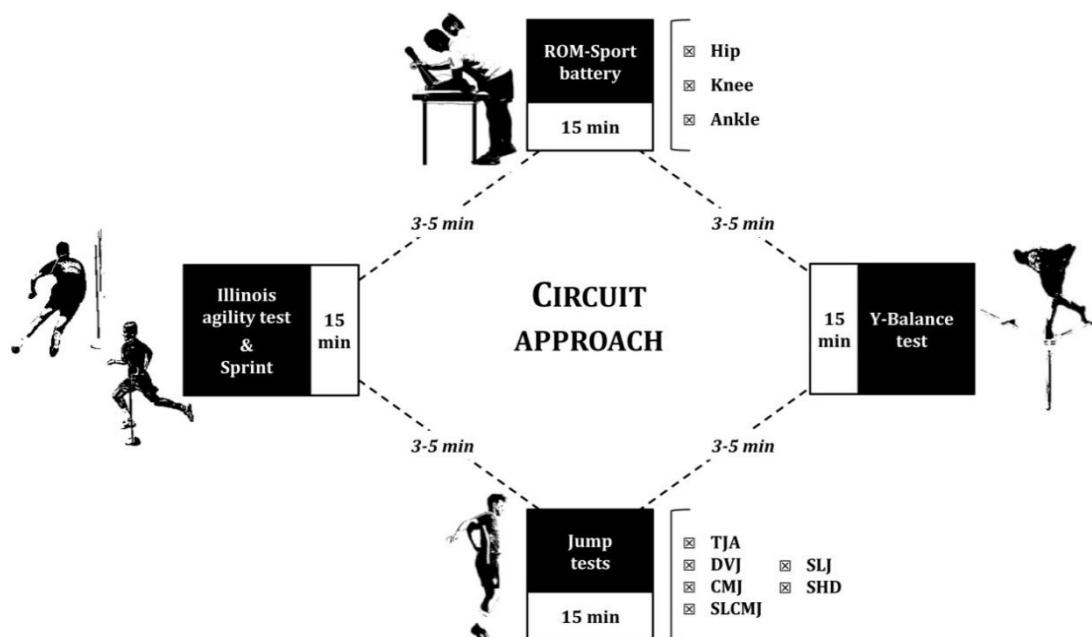 ROM-Sport
battery
15 min
☒ Hip
☒ Knee
☒ Ankle
3-5 min
3-5 min
Illinois
agility test
&
Sprint
15
min
CIRCUIT
APPROACH
15
min
Y-Balance
test
3-5 min
3-5 min
Jump
tests
15 min
☒ TJA
☒ DVJ ☒ SLJ
☒ CMJ ☒ SHD
☒ SLCMJ